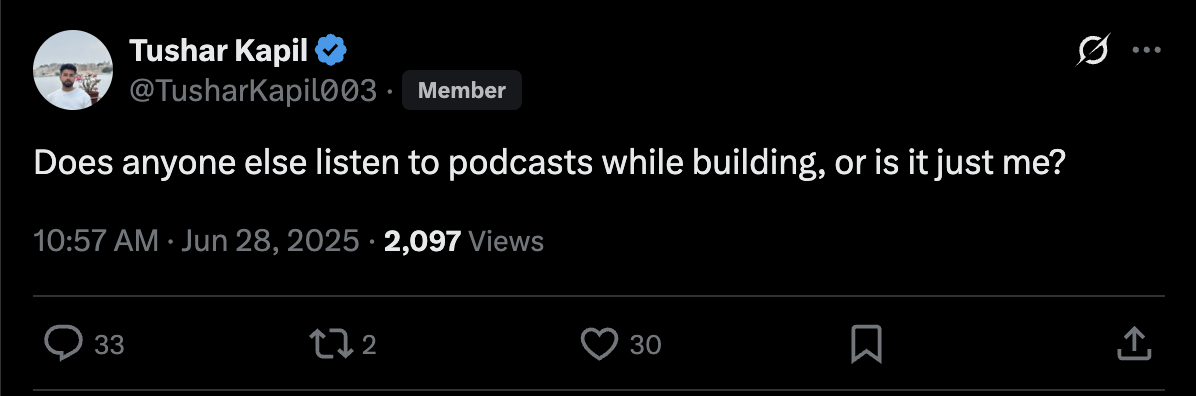 Tushar Kapil
@TusharKapil003 · Member
Does anyone else listen to podcasts while building, or is it just me?
10:57 AM · Jun 28, 2025 · 2,097 Views
33 2 30